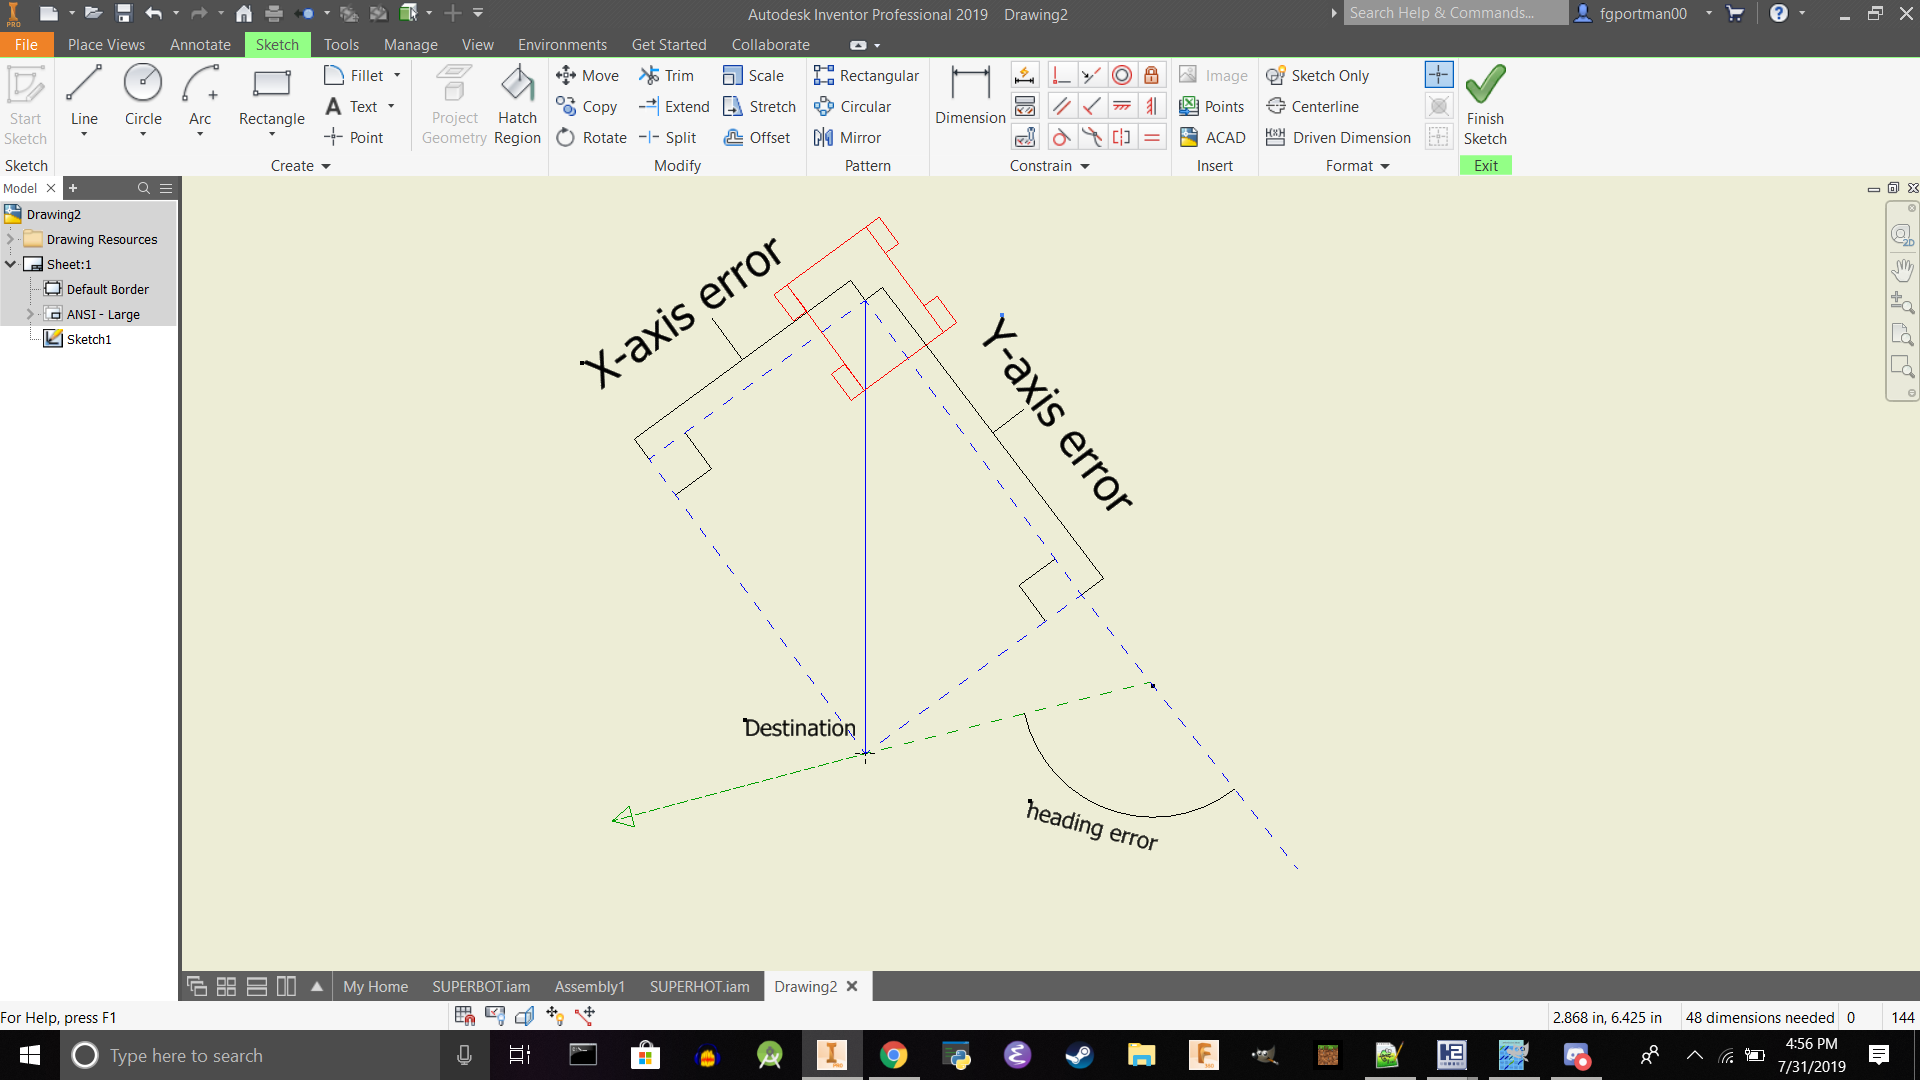 PRO
Autodesk Inventor Professional 2019 Drawing2
Search Help & Commands...
fgportman00
File Place Views Annotate Sketch Tools Manage View Environments Get Started Collaborate
Start Sketch
Line
Circle
Arc
Rectangle
Fillet
Text
Point
Project Geometry
Hatch Region
Move
Copy
Rotate
Trim
Extend
Split
Scale
Stretch
Offset
Rectangular
Circular
Mirror
Dimension
Image
Points
ACAD
Sketch Only
Centerline
Driven Dimension
Finish Sketch
Sketch Create Modify Pattern Constrain Insert Format Exit
Model
Drawing2
Drawing Resources
Sheet:1
Default Border
ANSI - Large
Sketch1
X-axis error
Y-axis error
Destination
heading error
2D
My Home SUPERBOT.iam Assembly1 SUPERHOT.iam Drawing2
For Help, press F1
2.868 in, 6.425 in 48 dimensions needed 0 144
Type here to search
4:56 PM
7/31/2019